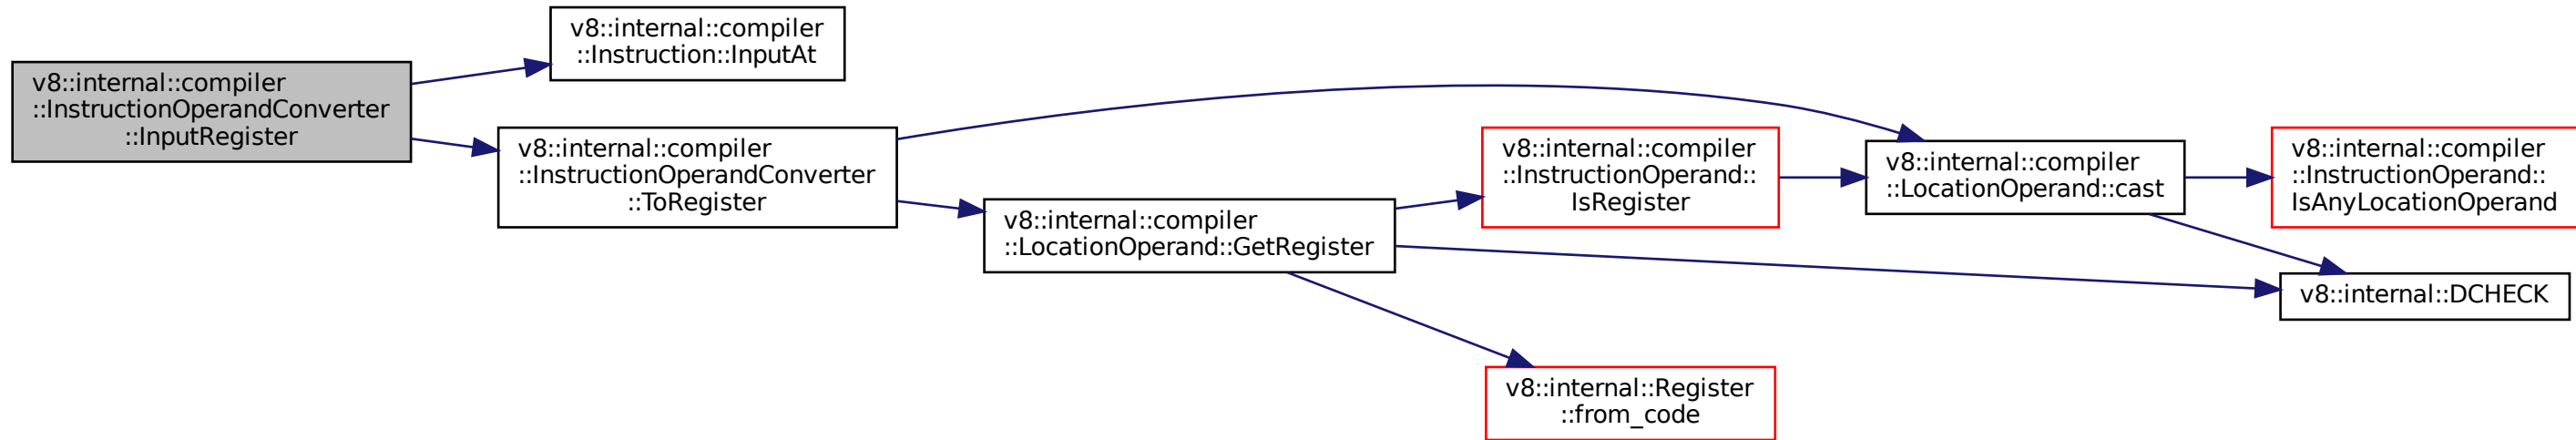 v8::internal::compiler
::InstructionOperandConverter
::InputRegister
v8::internal::compiler
::Instruction::InputAt
v8::internal::compiler
::InstructionOperandConverter
::ToRegister
v8::internal::compiler
::LocationOperand::GetRegister
v8::internal::compiler
::InstructionOperand::
IsRegister
v8::internal::compiler
::LocationOperand::cast
v8::internal::compiler
::InstructionOperand::
IsAnyLocationOperand
v8::internal::DCHECK
v8::internal::Register
::from_code